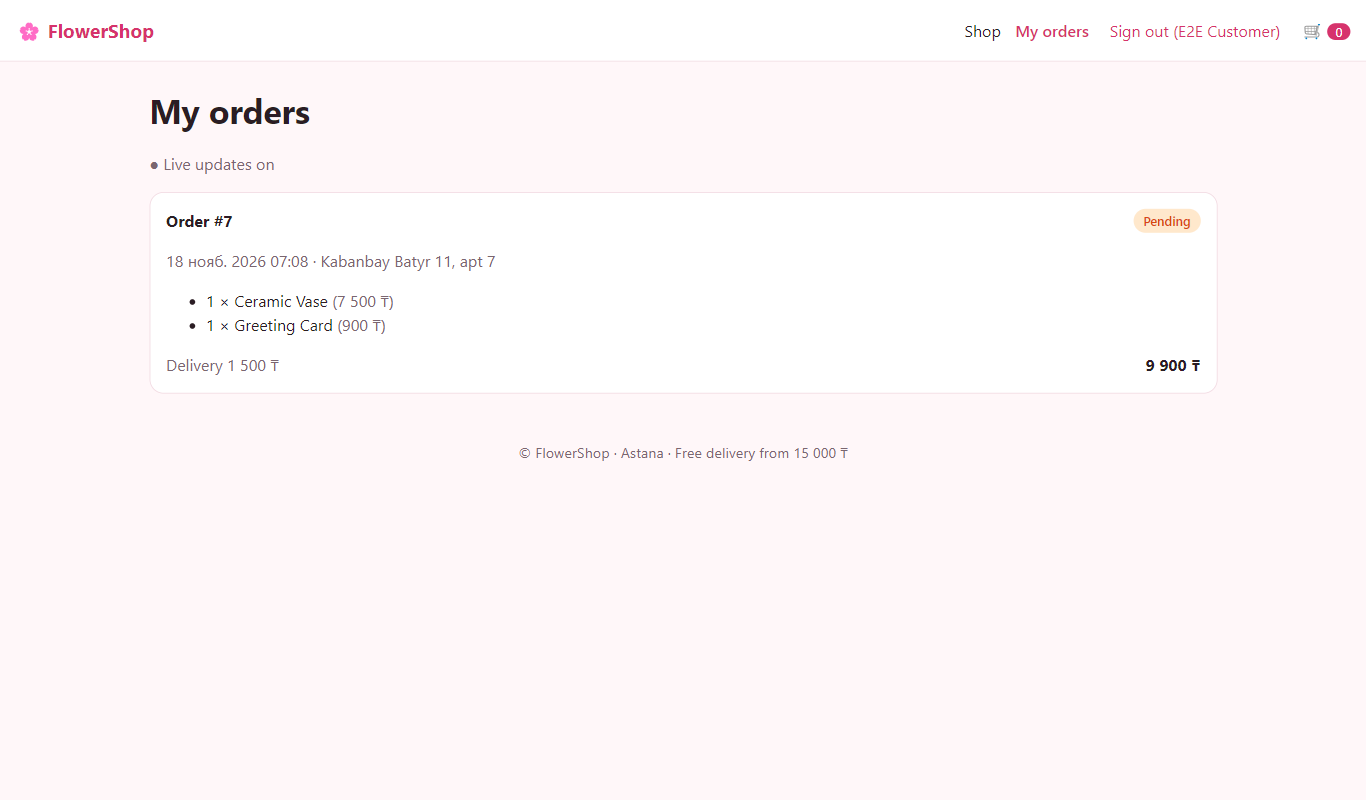 🌸 FlowerShop
Shop My orders Sign out (E2E Customer) 🛒 0
My orders
● Live updates on
Order #7 Pending
18 нояб. 2026 07:08 · Kabanbay Batyr 11, apt 7
• 1 × Ceramic Vase (7 500 ₸)
• 1 × Greeting Card (900 ₸)
Delivery 1 500 ₸ 9 900 ₸
© FlowerShop · Astana · Free delivery from 15 000 ₸